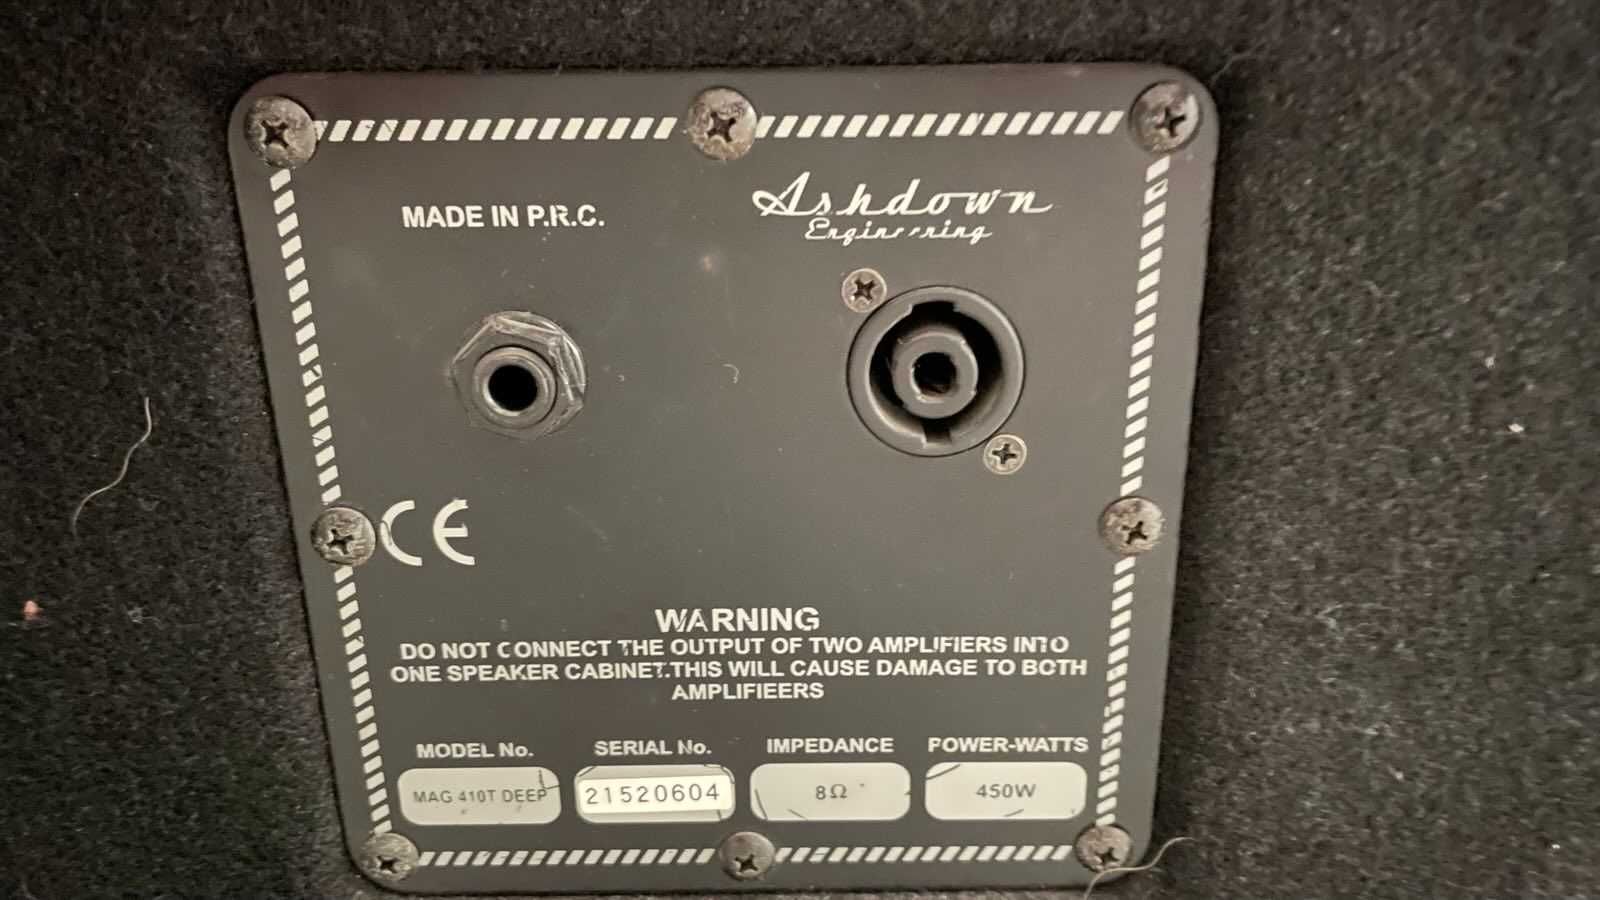 MADE IN P.R.C.
Ashdown
Engineering
CE
WARNING
DO NOT CONNECT THE OUTPUT OF TWO AMPLIFIERS INTO
ONE SPEAKER CABINET.THIS WILL CAUSE DAMAGE TO BOTH
AMPLIFIEERS
MODEL No. SERIAL No. IMPEDANCE POWER-WATTS
MAG 410T DEEP 21520604 8Ω 450W